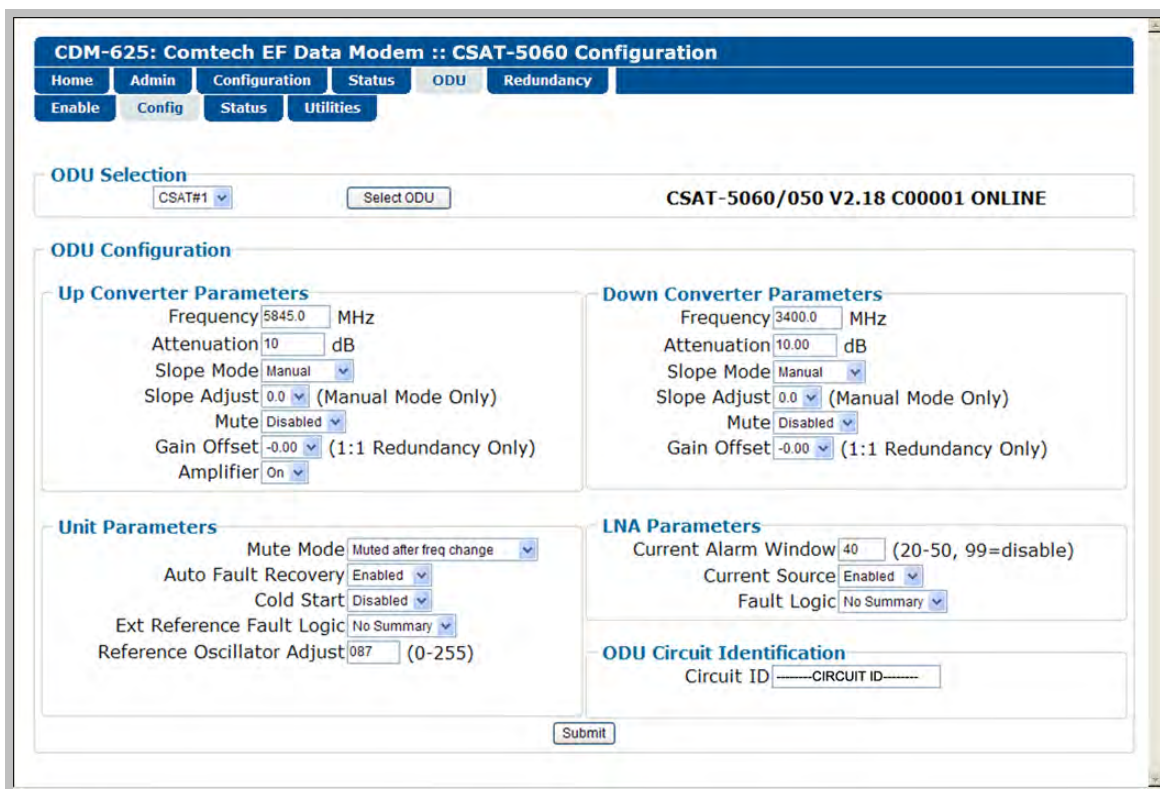 CDM-625: Comtech EF Data Modem :: CSAT-5060 Configuration
Home Admin Configuration Status ODU Redundancy
Enable Config Status Utilities
ODU Selection
CSAT#1 Select ODU CSAT-5060/050 V2.18 C00001 ONLINE
ODU Configuration
Up Converter Parameters
Frequency 5845.0 MHz
Attenuation 10 dB
Slope Mode Manual
Slope Adjust 0.0 (Manual Mode Only)
Mute Disabled
Gain Offset -0.00 (1:1 Redundancy Only)
Amplifier On
Down Converter Parameters
Frequency 3400.0 MHz
Attenuation 10.00 dB
Slope Mode Manual
Slope Adjust 0.0 (Manual Mode Only)
Mute Disabled
Gain Offset -0.00 (1:1 Redundancy Only)
Unit Parameters
Mute Mode Muted after freq change
Auto Fault Recovery Enabled
Cold Start Disabled
Ext Reference Fault Logic No Summary
Reference Oscillator Adjust 087 (0-255)
LNA Parameters
Current Alarm Window 40 (20-50, 99=disable)
Current Source Enabled
Fault Logic No Summary
ODU Circuit Identification
Circuit ID --------CIRCUIT ID--------
Submit